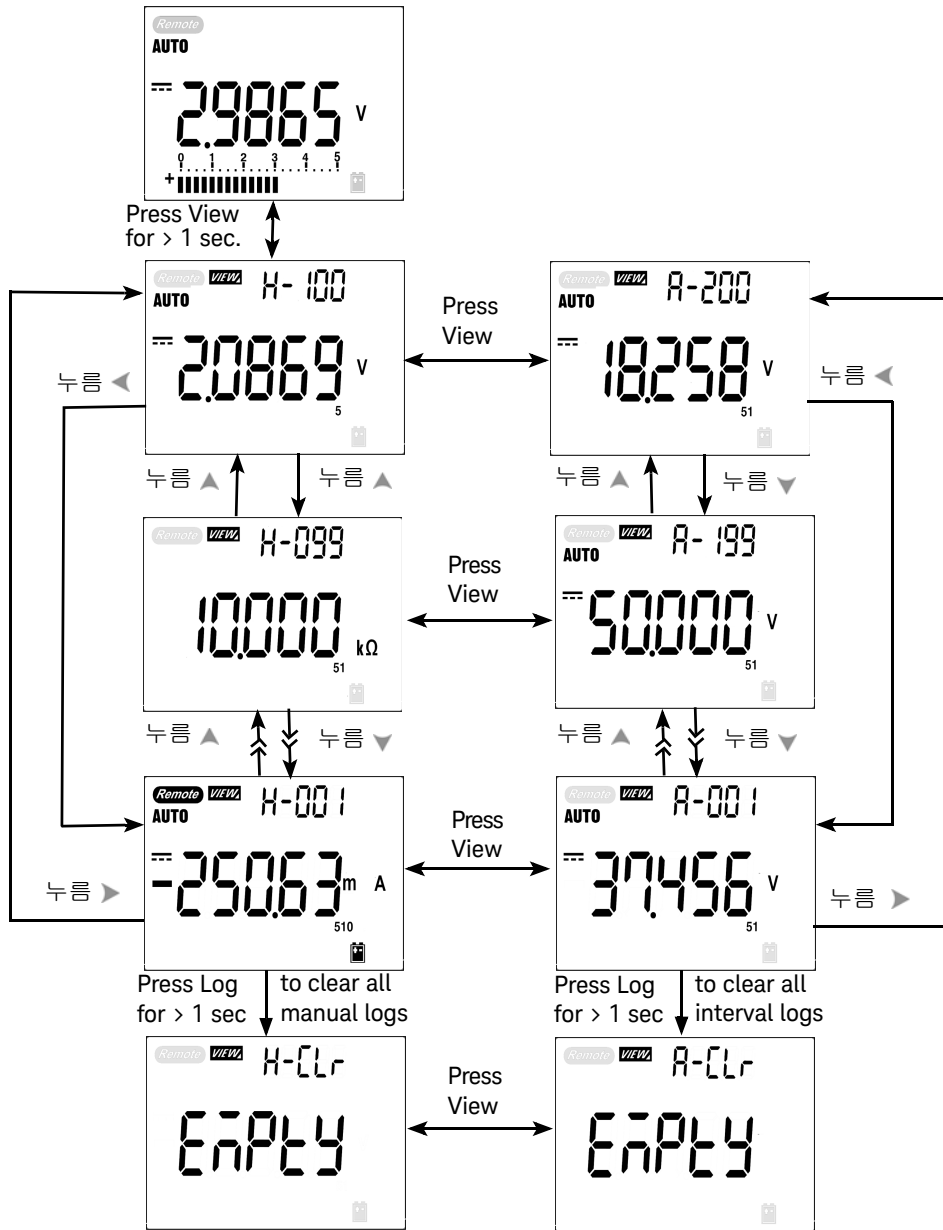 Remote
AUTO
2.9865 V
0 1 2 3 4 5
+
Press View
for > 1 sec.
Remote VIEW H-100
AUTO
2.0869 V
5
Press
View
Remote VIEW A-200
AUTO
18.258 V
51
누름
누름
누름
누름
누름
누름
Remote VIEW H-099
10.000 kΩ
51
Press
View
Remote VIEW A-199
AUTO
50.000 V
51
누름
누름
누름
누름
Remote VIEW H-001
AUTO
-250.63 m A
510
Press
View
Remote VIEW A-001
AUTO
37.456 V
51
누름
누름
Press Log
for > 1 sec
to clear all
manual logs
Press Log
for > 1 sec
to clear all
interval logs
Remote VIEW H-CLr
EmPtY
Press
View
Remote VIEW A-CLr
EmPtY